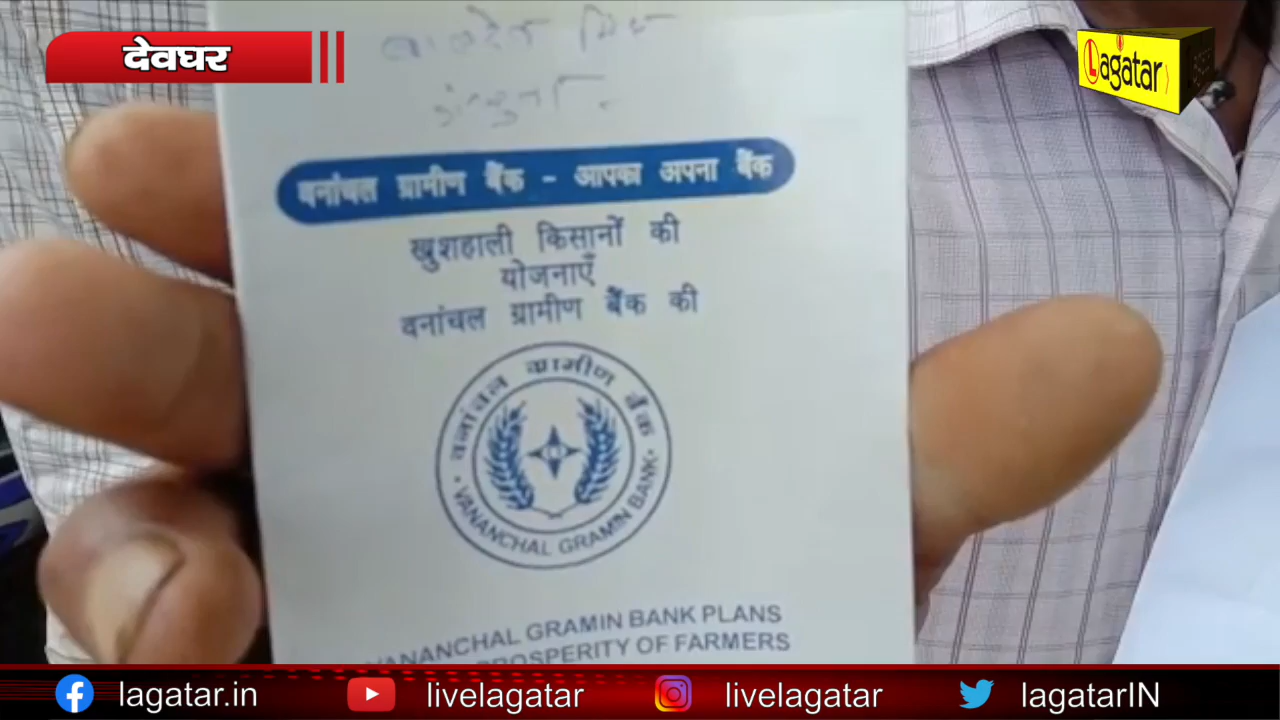 देवघर
Lagatar
वनांचल ग्रामीण बैंक - आपका अपना बैंक
खुशहाली किसानों की
योजनाएँ
वनांचल ग्रामीण बैंक की
वनांचल ग्रामीण बैंक
VANANCHAL GRAMIN BANK
VANANCHAL GRAMIN BANK PLANS
PROSPERITY OF FARMERS
lagatar.in livelagatar livelagatar lagatarIN